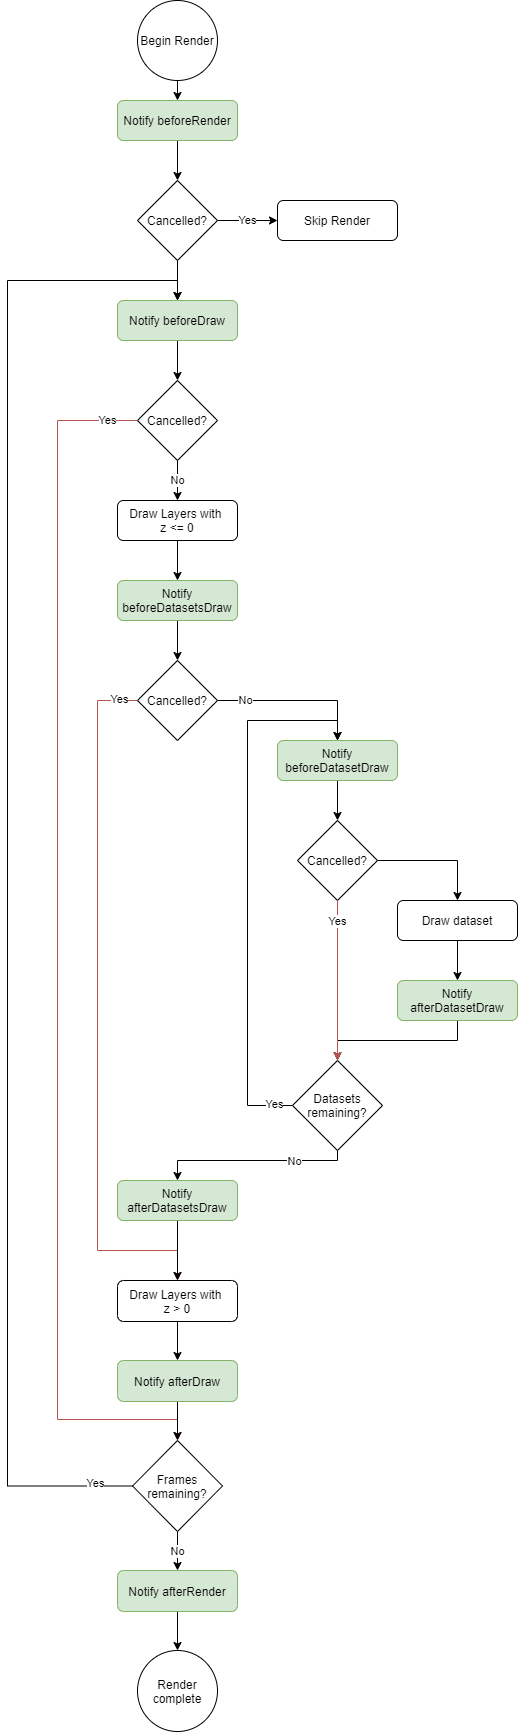 Begin Render
Notify beforeRender
Cancelled?
Yes
Skip Render
Notify beforeDraw
Cancelled?
Yes
No
Draw Layers with
z <= 0
Notify
beforeDatasetsDraw
Cancelled?
Yes
No
Notify
beforeDatasetDraw
Cancelled?
Yes
Draw dataset
Notify
afterDatasetDraw
Datasets
remaining?
Yes
No
Notify
afterDatasetsDraw
Draw Layers with
z > 0
Notify afterDraw
Frames
remaining?
Yes
No
Notify afterRender
Render
complete